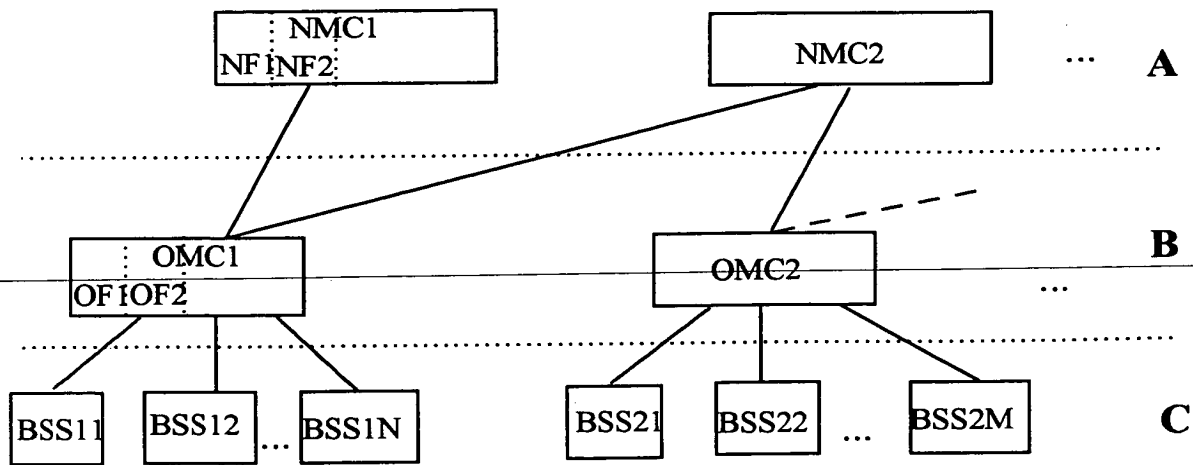 NMC1
NF1 NF2
NMC2
...
A
OMC1
OF1 OF2
OMC2
...
B
BSS11
BSS12
...
BSS1N
BSS21
BSS22
...
BSS2M
C